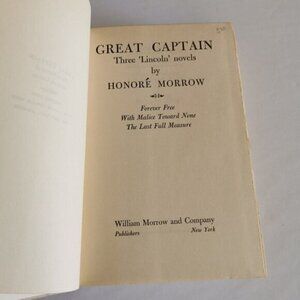 GREAT CAPTAIN
Three 'Lincoln' novels
by
HONORÉ MORROW
Forever Free
With Malice Toward None
The Last Full Measure
William Morrow and Company
Publishers New York